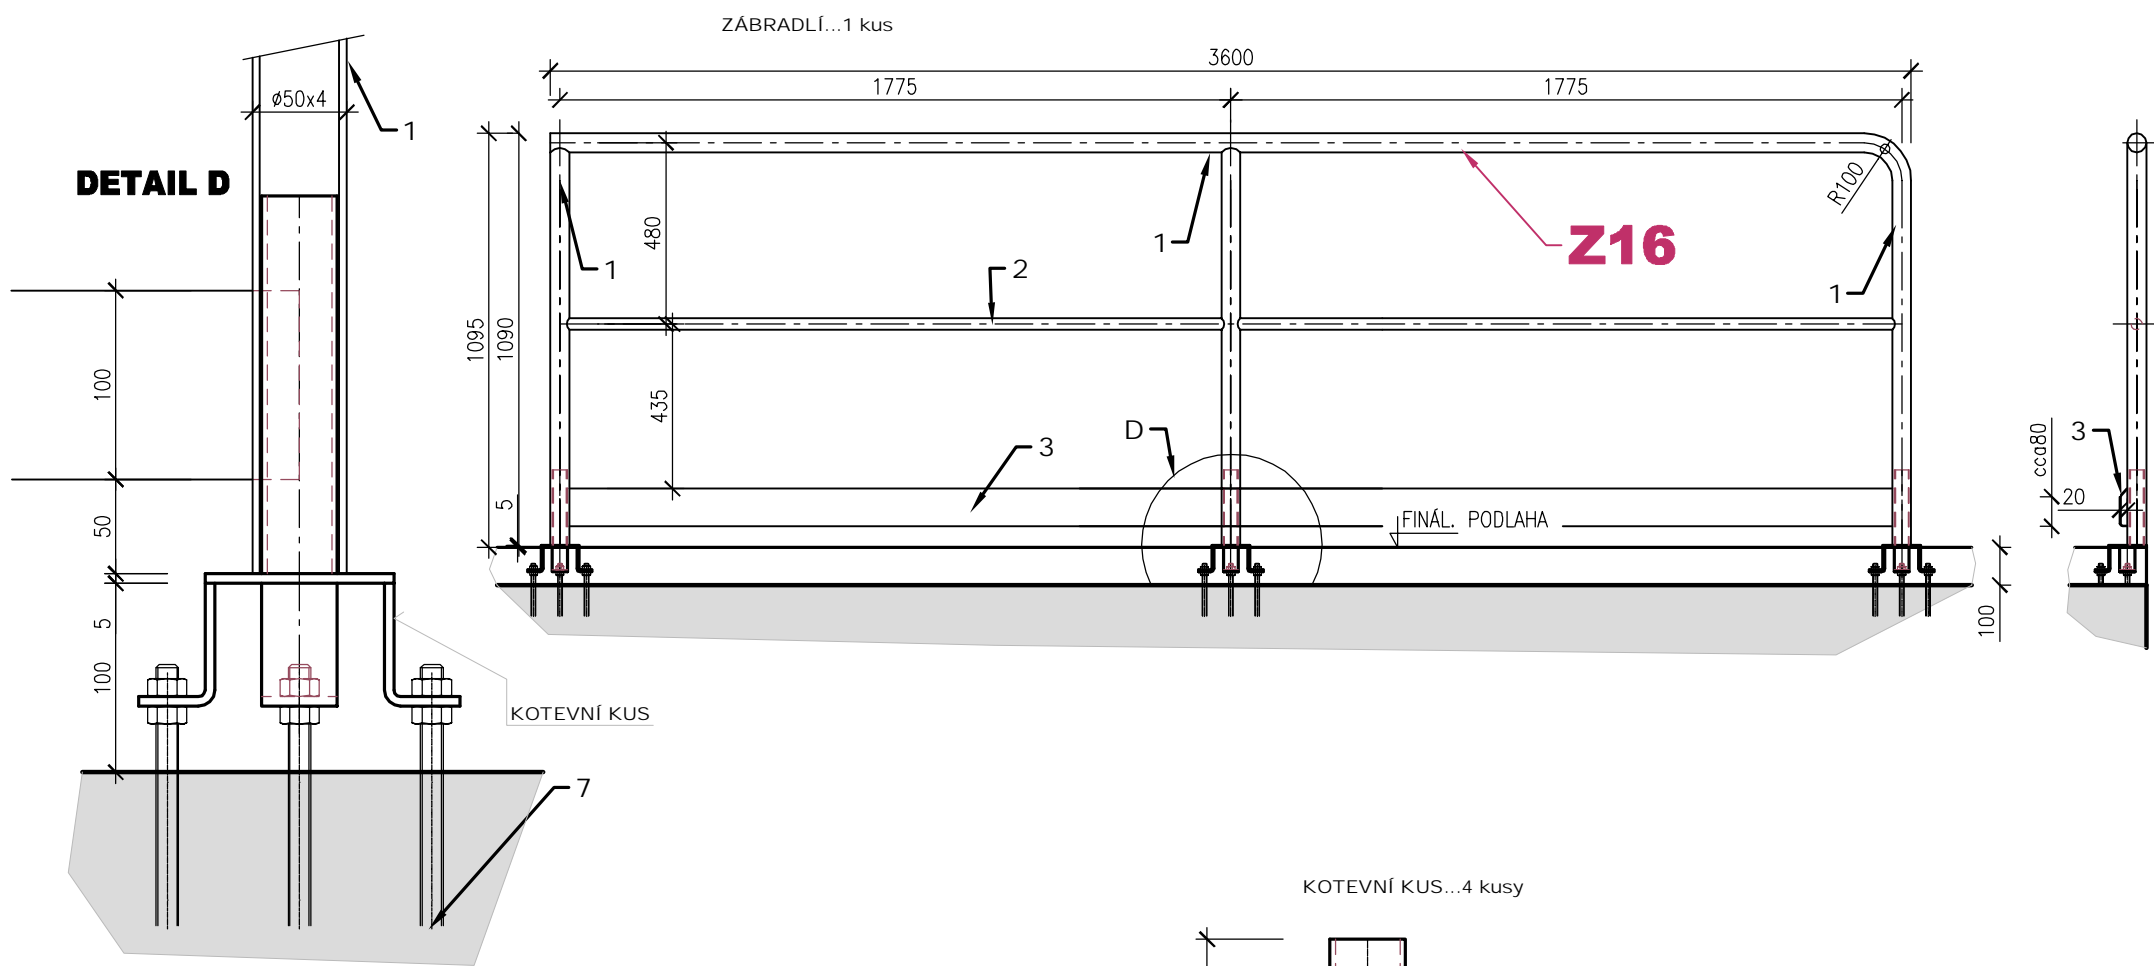 ZÁBRADLÍ...1 kus
3600
1775
1775
ø50x4
1
DETAIL D
R100
480
1
Z16
1
2
1
1095
1090
100
435
D
3
ccca80
3
20
5
FINÁL. PODLAHA
50
5
100
100
KOTEVNÍ KUS
7
KOTEVNÍ KUS...4 kusy